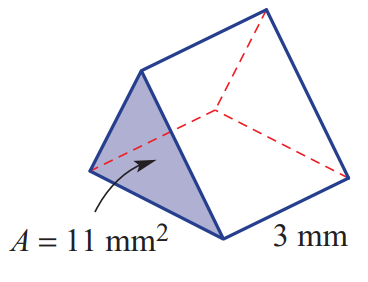 A = 11 mm²
3 mm